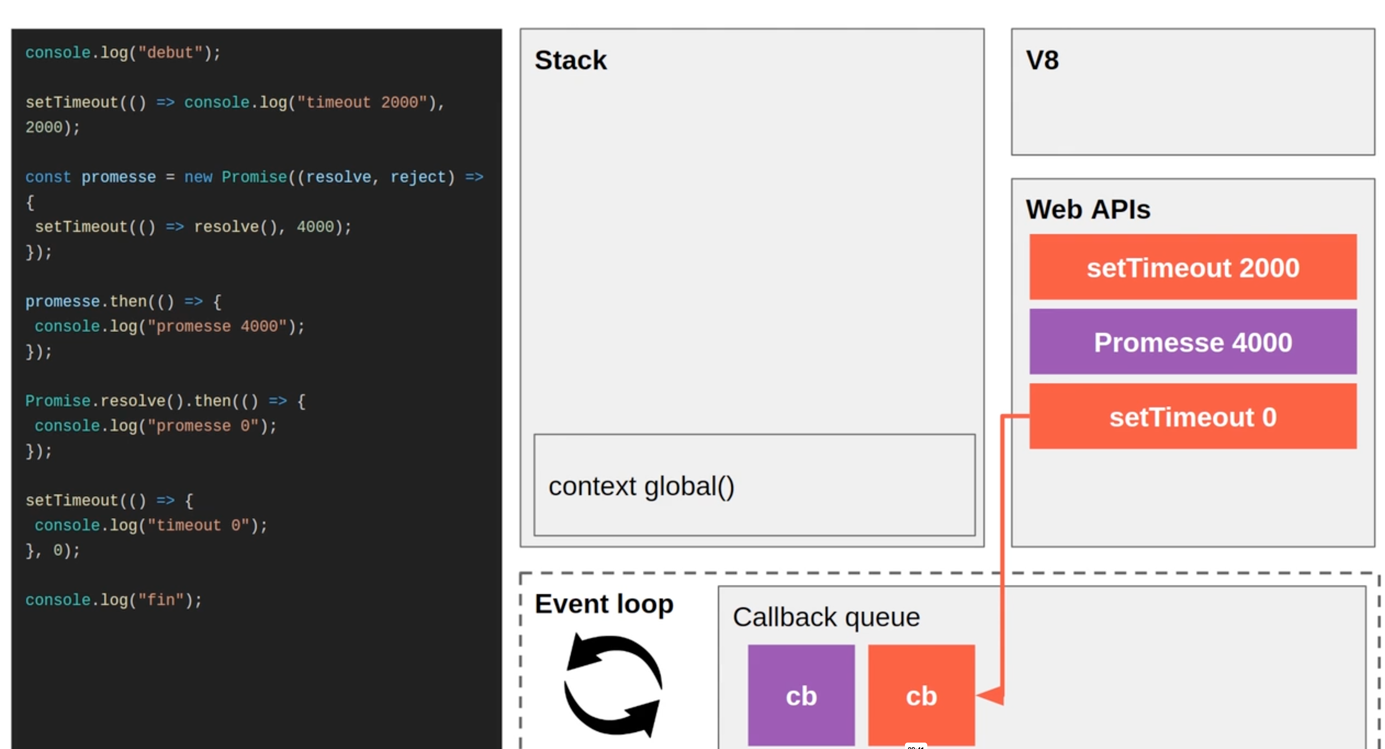 console.log("debut");
setTimeout(() => console.log("timeout 2000"),
2000);
const promesse = new Promise((resolve, reject) =>
{
setTimeout(() => resolve(), 4000);
});
promesse.then(() => {
console.log("promesse 4000");
});
Promise.resolve().then(() => {
console.log("promesse 0");
});
setTimeout(() => {
console.log("timeout 0");
}, 0);
console.log("fin");
Stack
context global()
V8
Web APIs
setTimeout 2000
Promesse 4000
setTimeout 0
Event loop
Callback queue
cb
cb